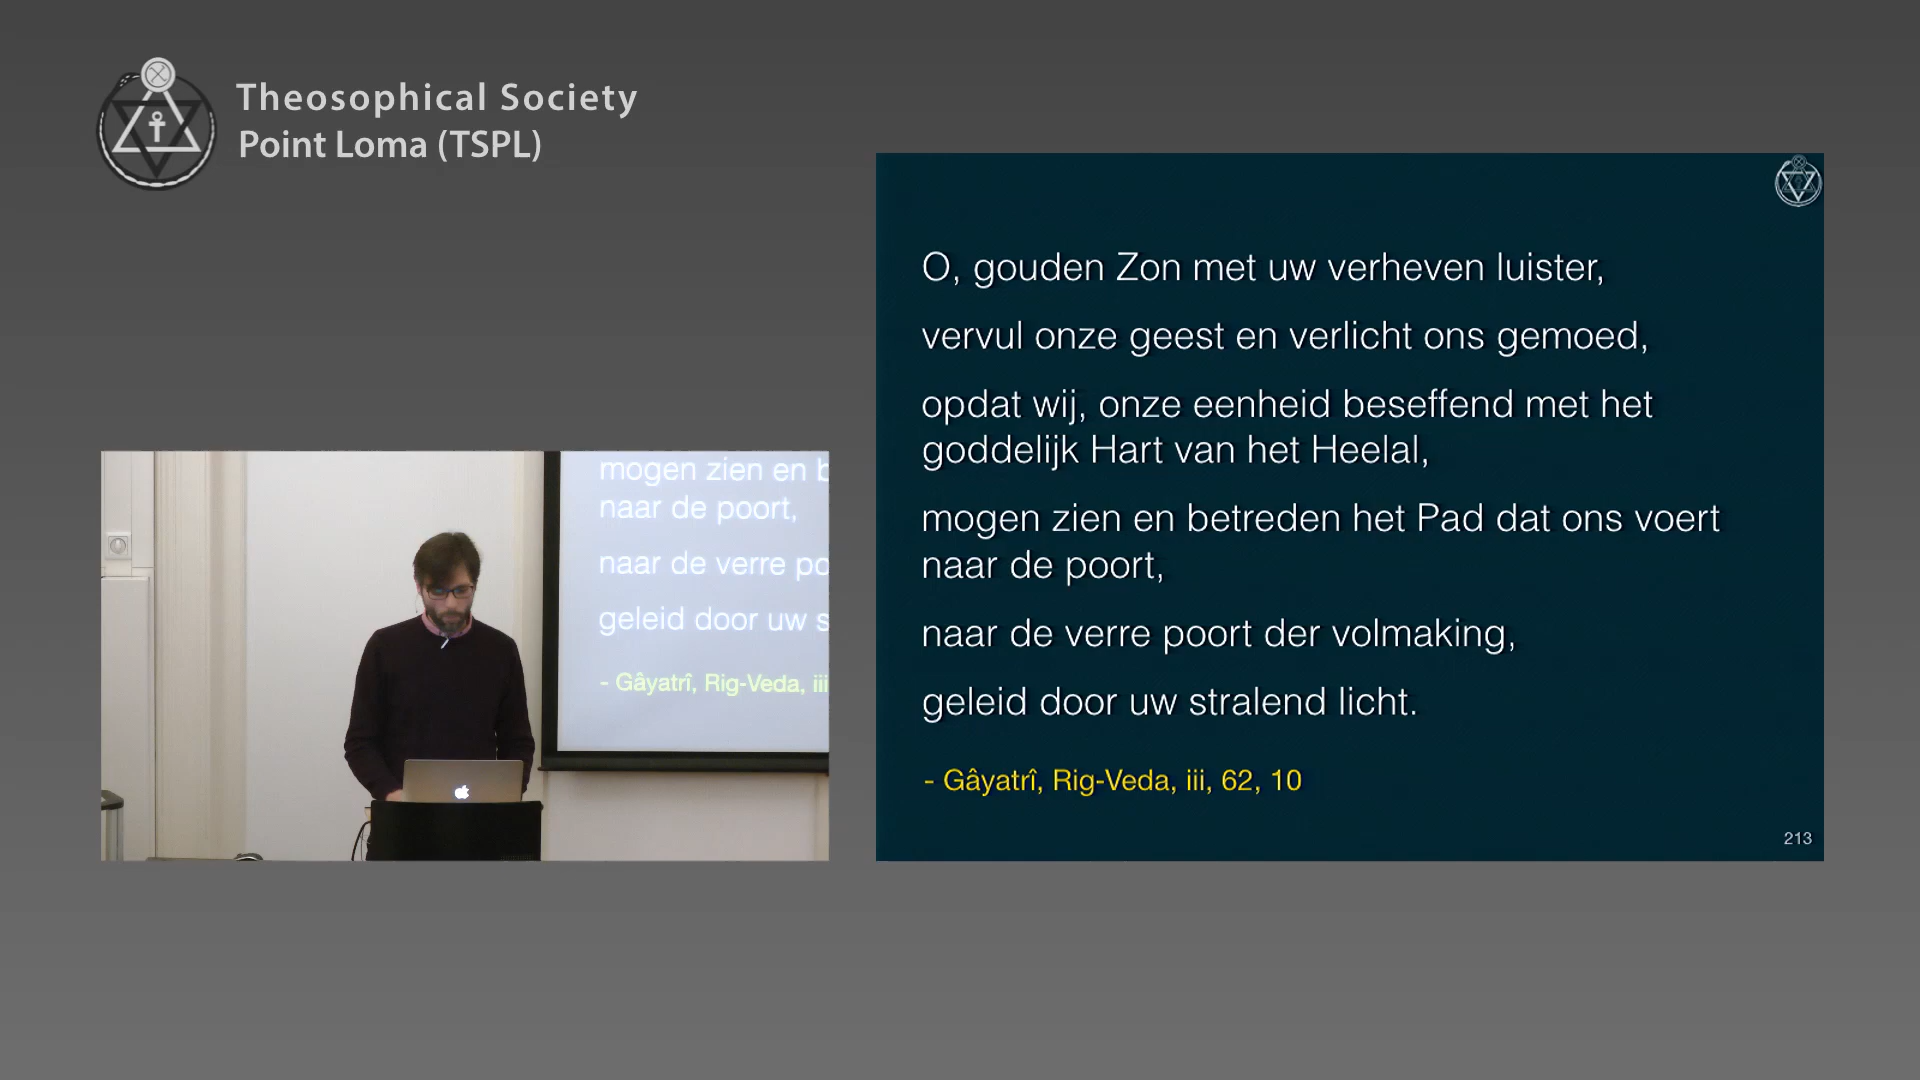 Theosophical Society
Point Loma (TSPL)
O, gouden Zon met uw verheven luister,
vervul onze geest en verlicht ons gemoed,
opdat wij, onze eenheid beseffend met het
goddelijk Hart van het Heelal,
mogen zien en betreden het Pad dat ons voert
naar de poort,
naar de verre poort der volmaking,
geleid door uw stralend licht.
- Gâyatrî, Rig-Veda, iii, 62, 10
213
mogen zien en b
naar de poort,
naar de verre po
geleid door uw s
- Gâyatrî, Rig-Veda, iii